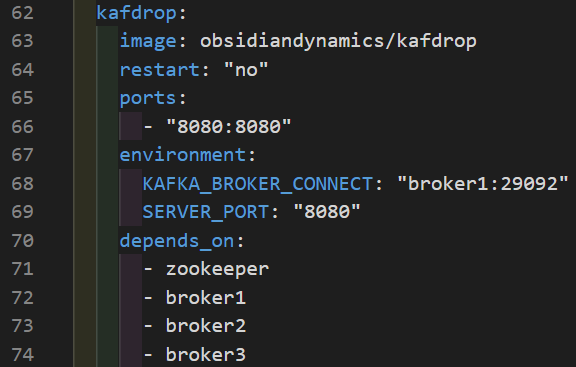 62 kafdrop:
63 image: obsidiandynamics/kafdrop
64 restart: "no"
65 ports:
66 - "8080:8080"
67 environment:
68 KAFKA_BROKER_CONNECT: "broker1:29092"
69 SERVER_PORT: "8080"
70 depends_on:
71 - zookeeper
72 - broker1
73 - broker2
74 - broker3